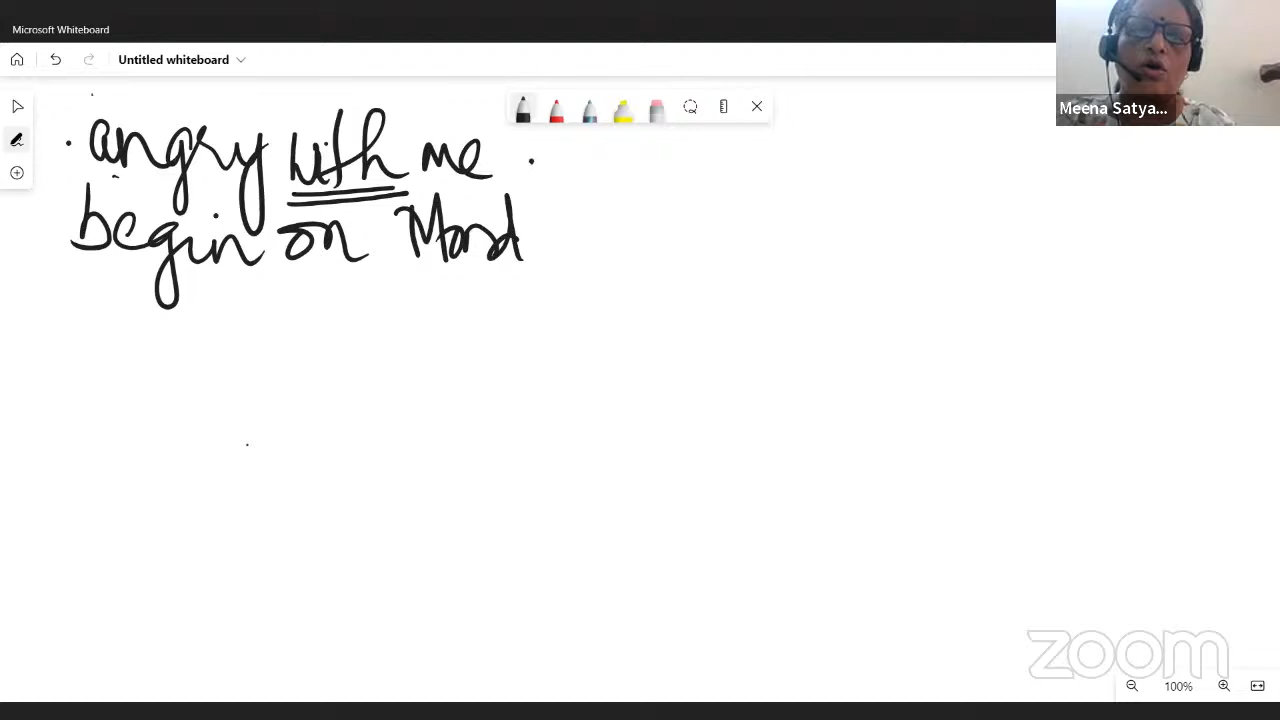 Microsoft Whiteboard
Untitled whiteboard
Meena Satya...
angry with me
begin on Mond
zoom
100%